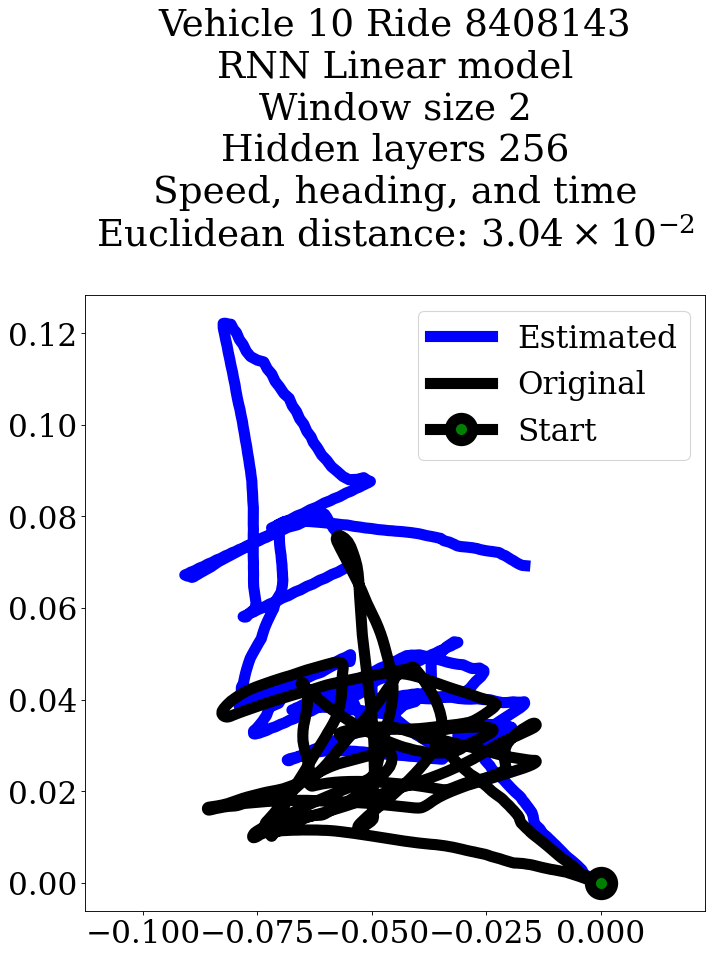 Vehicle 10 Ride 8408143
RNN Linear model
Window size 2
Hidden layers 256
Speed, heading, and time
Euclidean distance: 3.04 × 10⁻²
Estimated
Original
Start
0.12
0.10
0.08
0.06
0.04
0.02
0.00
−0.100 −0.075 −0.050 −0.025 0.000